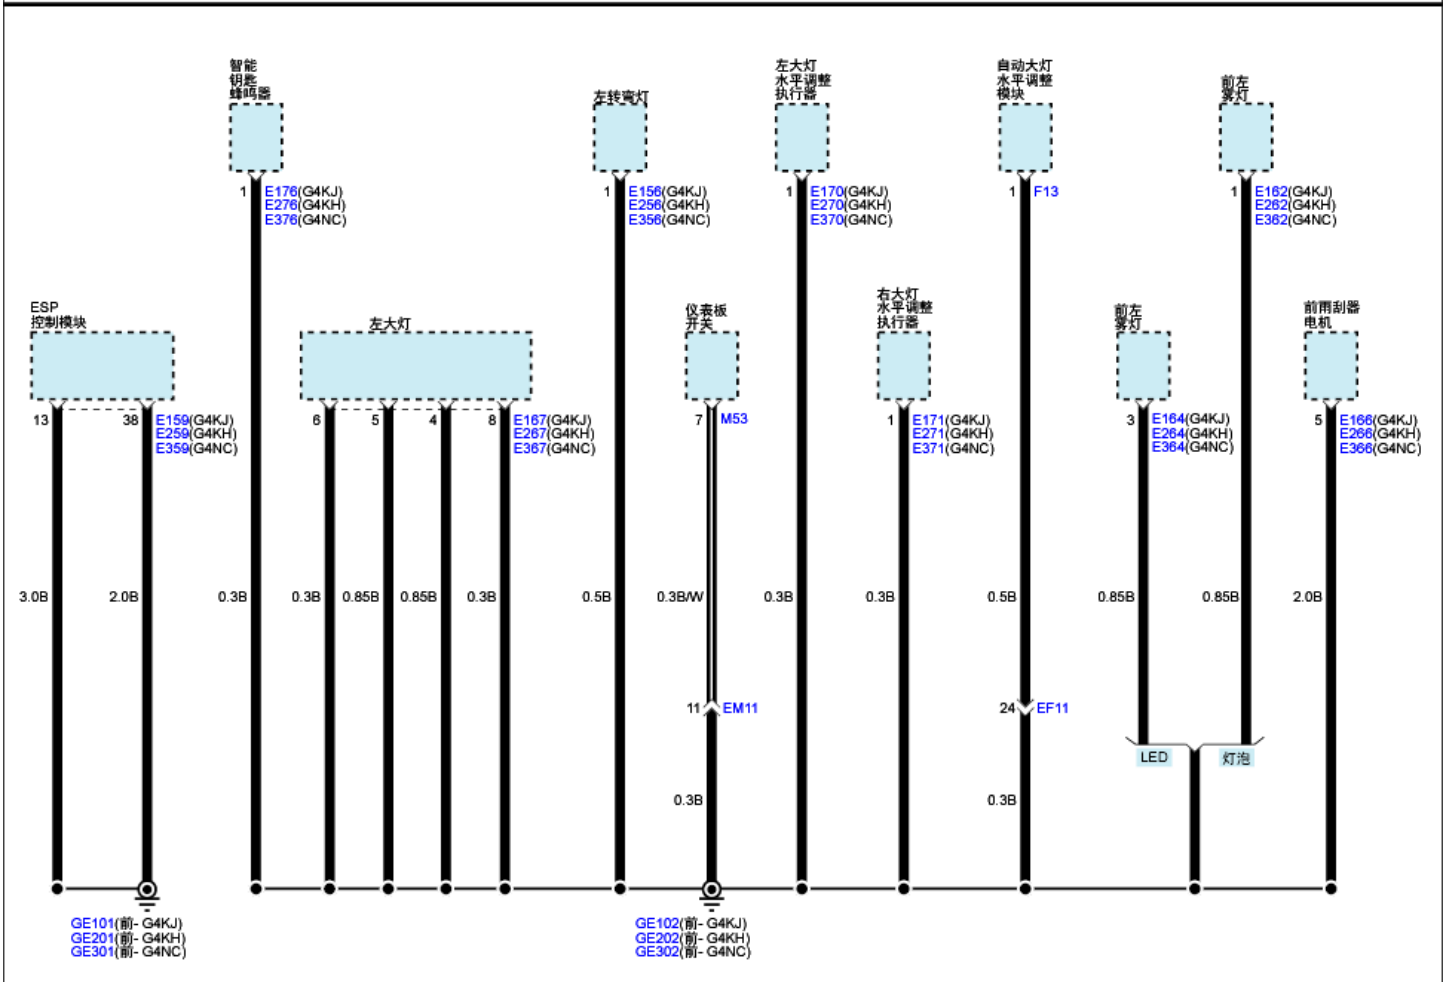 智能
钥匙
蜂鸣器
左转弯灯
左大灯
水平调整
执行器
自动大灯
水平调整
模块
前左
雾灯
1 E176(G4KJ)
E276(G4KH)
E376(G4NC)
1 E156(G4KJ)
E256(G4KH)
E356(G4NC)
1 E170(G4KJ)
E270(G4KH)
E370(G4NC)
1 F13
1 E162(G4KJ)
E262(G4KH)
E362(G4NC)
ESP
控制模块
左大灯
仪表板
开关
右大灯
水平调整
执行器
前左
雾灯
前雨刮器
电机
13 38 E159(G4KJ)
E259(G4KH)
E359(G4NC)
6 5 4 8 E167(G4KJ)
E267(G4KH)
E367(G4NC)
7 M53
1 E171(G4KJ)
E271(G4KH)
E371(G4NC)
3 E164(G4KJ)
E264(G4KH)
E364(G4NC)
5 E166(G4KJ)
E266(G4KH)
E366(G4NC)
3.0B 2.0B 0.3B 0.3B 0.85B 0.85B 0.3B 0.5B 0.3B/W 0.3B 0.3B 0.5B 0.85B 0.85B 2.0B
11 EM11
24 EF11
LED 灯泡
0.3B 0.3B
GE101(前- G4KJ)
GE201(前- G4KH)
GE301(前- G4NC)
GE102(前- G4KJ)
GE202(前- G4KH)
GE302(前- G4NC)